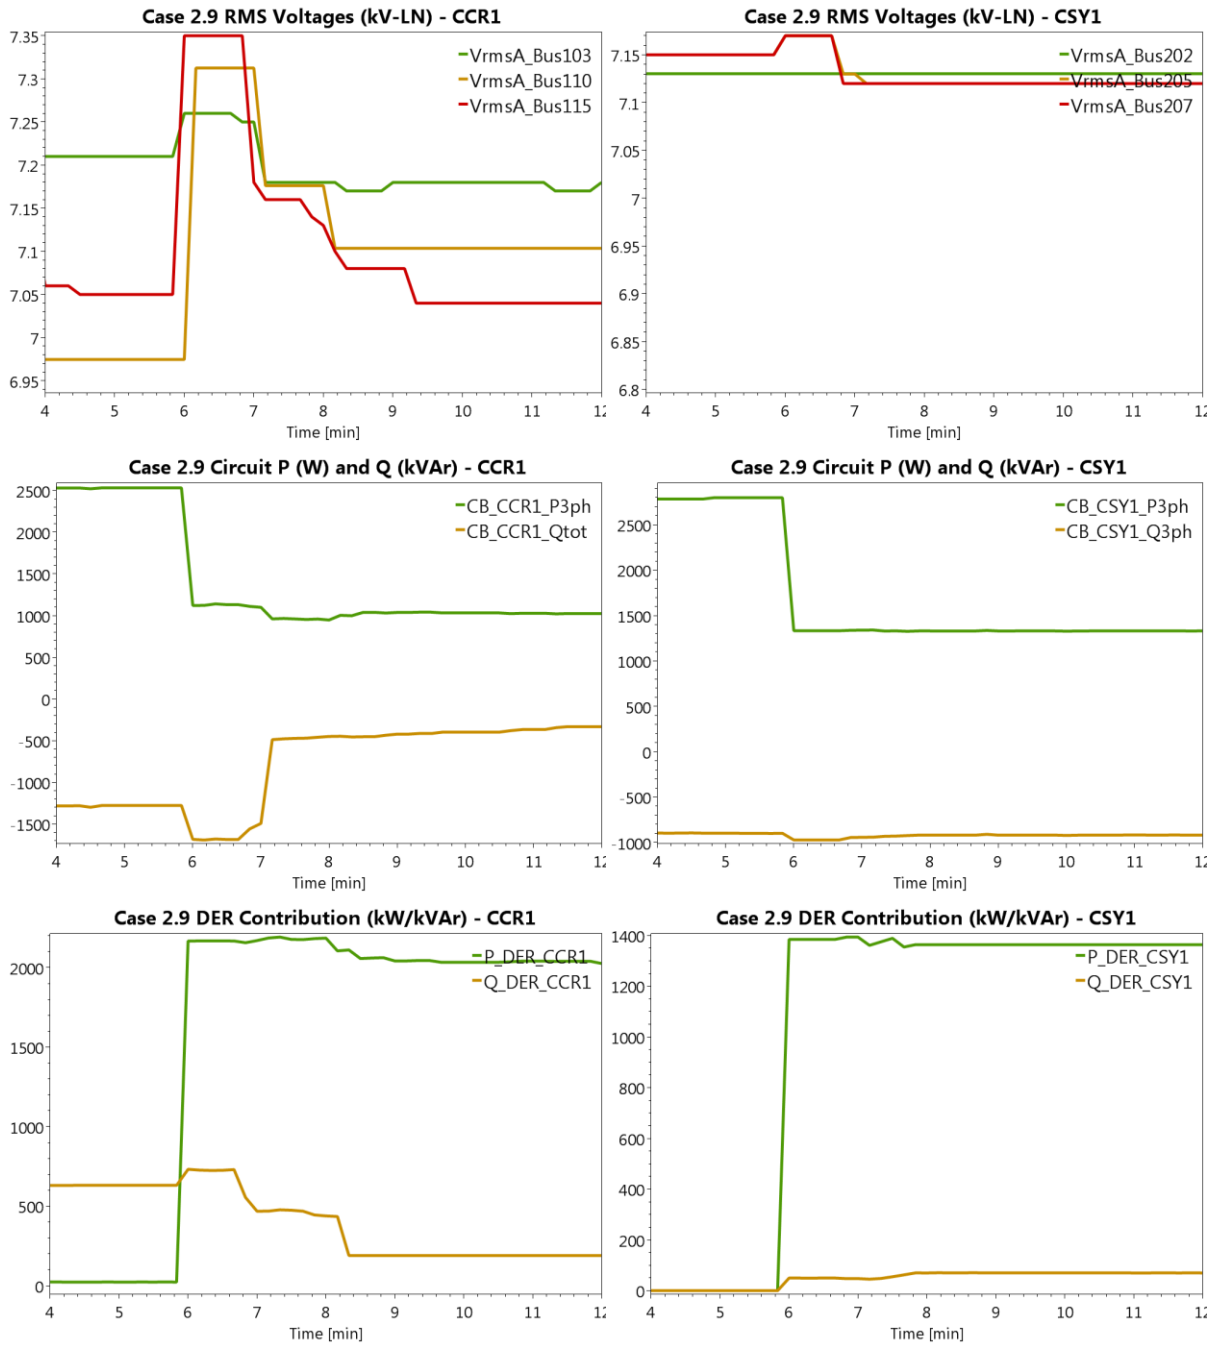 Case 2.9 RMS Voltages (kV-LN) - CCR1
7.35
7.3
7.25
7.2
7.15
7.1
7.05
7
6.95
VrmsA_Bus103
VrmsA_Bus110
VrmsA_Bus115
4 5 6 7 8 9 10 11 12
Time [min]
Case 2.9 RMS Voltages (kV-LN) - CSY1
7.15
7.1
7.05
7
6.95
6.9
6.85
6.8
VrmsA_Bus202
VrmsA_Bus205
VrmsA_Bus207
4 5 6 7 8 9 10 11 12
Time [min]
Case 2.9 Circuit P (W) and Q (kVAr) - CCR1
2500
2000
1500
1000
500
0
-500
-1000
-1500
CB_CCR1_P3ph
CB_CCR1_Qtot
4 5 6 7 8 9 10 11 12
Time [min]
Case 2.9 Circuit P (W) and Q (kVAr) - CSY1
2500
2000
1500
1000
500
0
-500
-1000
CB_CSY1_P3ph
CB_CSY1_Q3ph
4 5 6 7 8 9 10 11 12
Time [min]
Case 2.9 DER Contribution (kW/kVAr) - CCR1
2000
1500
1000
500
0
P_DER_CCR1
Q_DER_CCR1
4 5 6 7 8 9 10 11 12
Time [min]
Case 2.9 DER Contribution (kW/kVAr) - CSY1
1400
1200
1000
800
600
400
200
0
P_DER_CSY1
Q_DER_CSY1
4 5 6 7 8 9 10 11 12
Time [min]